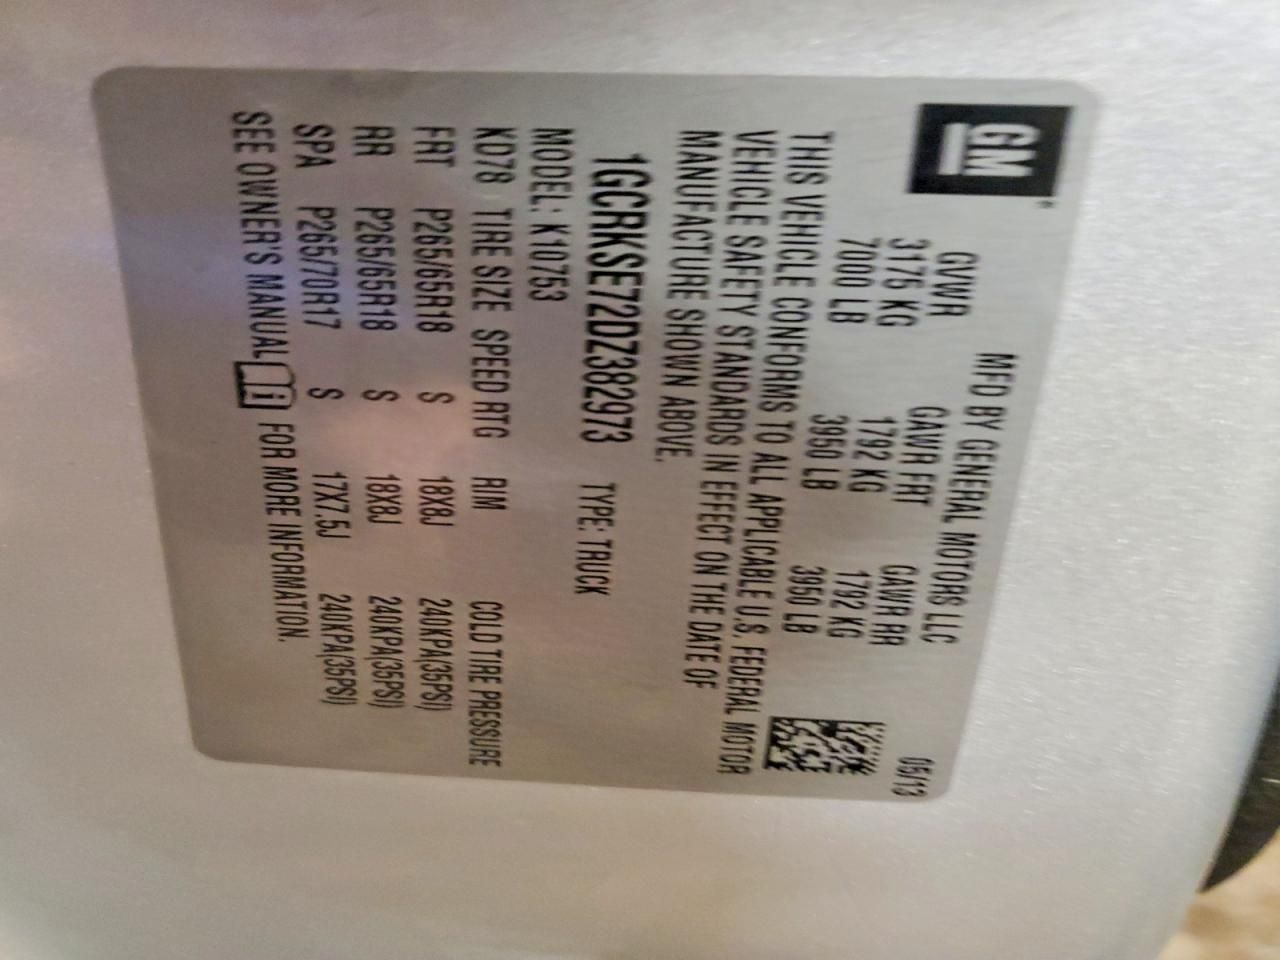 GM
MFD BY GENERAL MOTORS LLC 05/13
GVWR GAWR FRT GAWR RR
3175 KG 1792 KG 1792 KG
7000 LB 3950 LB 3950 LB
THIS VEHICLE CONFORMS TO ALL APPLICABLE U.S. FEDERAL MOTOR
VEHICLE SAFETY STANDARDS IN EFFECT ON THE DATE OF
MANUFACTURE SHOWN ABOVE.
1GCRKSE72DZ382973 TYPE: TRUCK
MODEL: K10753
KD78 TIRE SIZE SPEED RTG RIM COLD TIRE PRESSURE
FRT P265/65R18 S 18X8J 240KPA(35PSI)
RR P265/65R18 S 18X8J 240KPA(35PSI)
SPA P265/70R17 S 17X7.5J 240KPA(35PSI)
SEE OWNER'S MANUAL i FOR MORE INFORMATION.